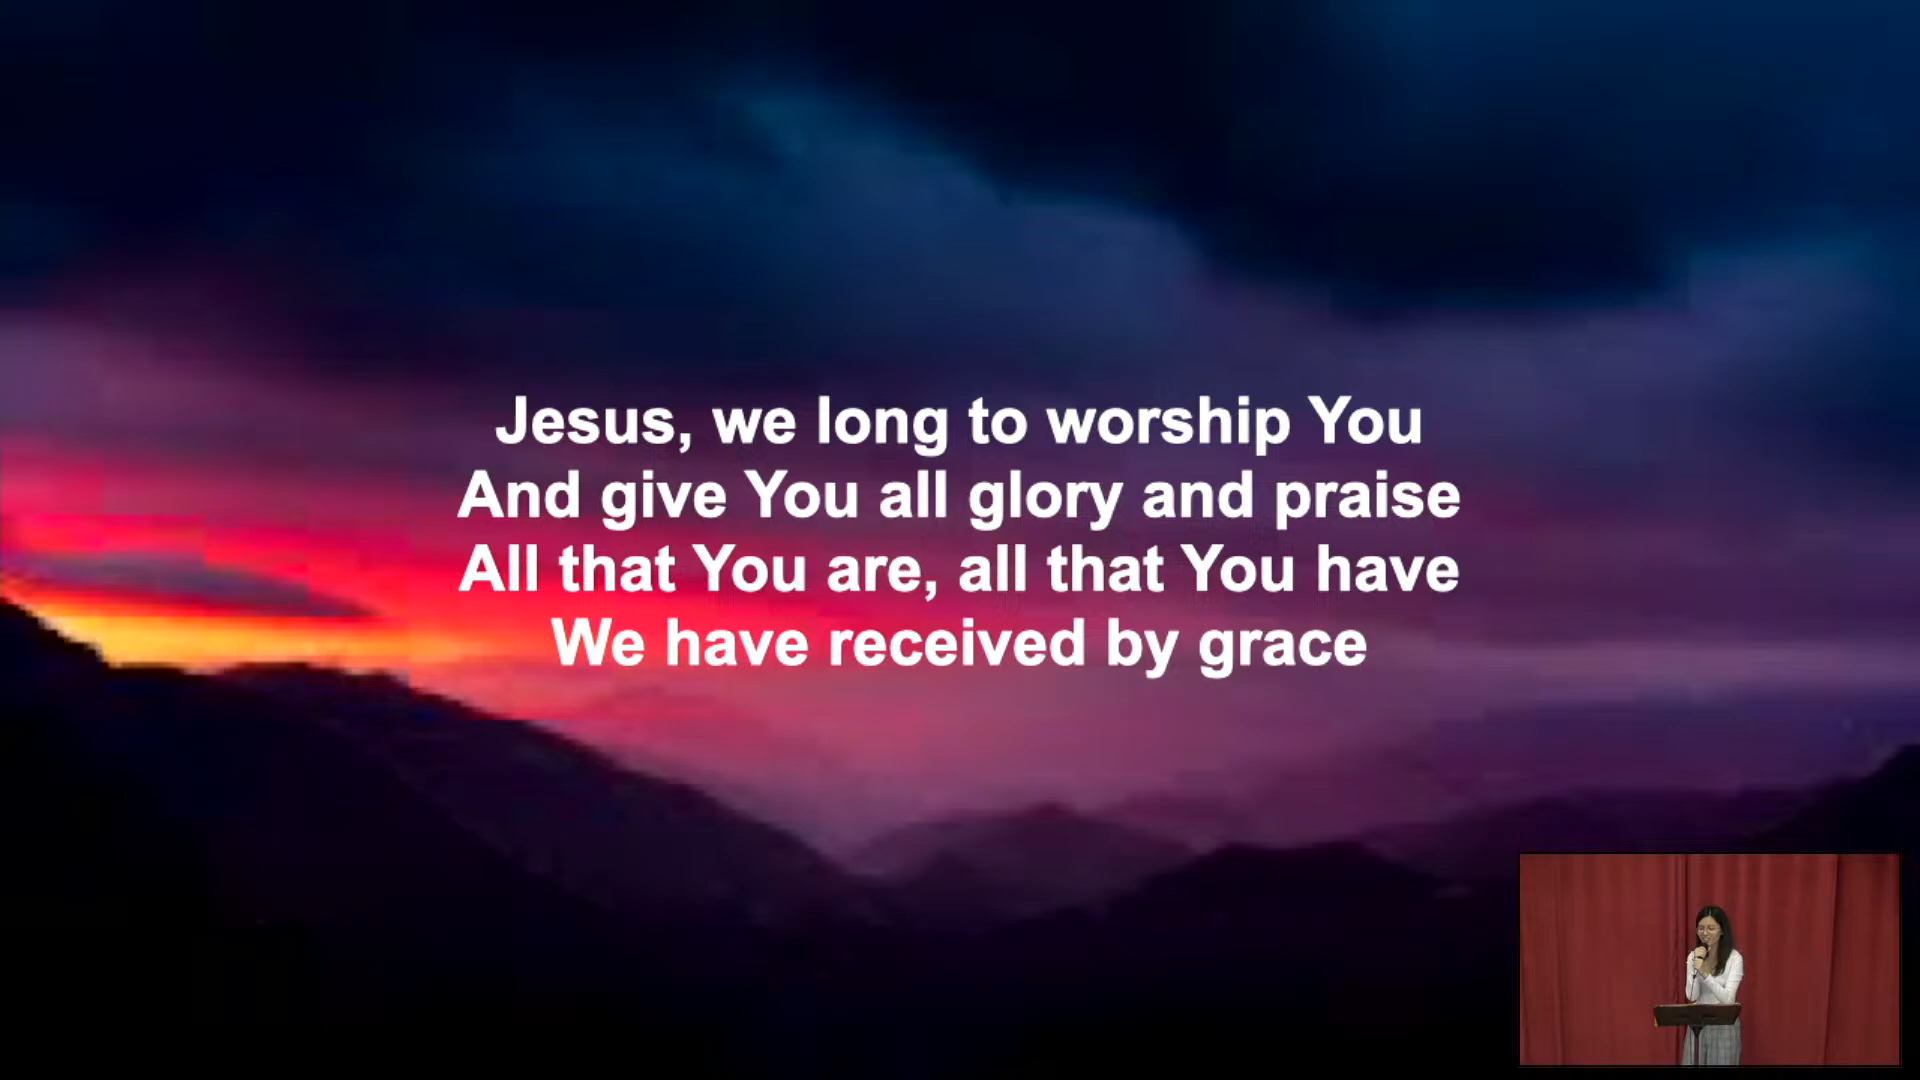 Jesus, we long to worship You
And give You all glory and praise
All that You are, all that You have
We have received by grace